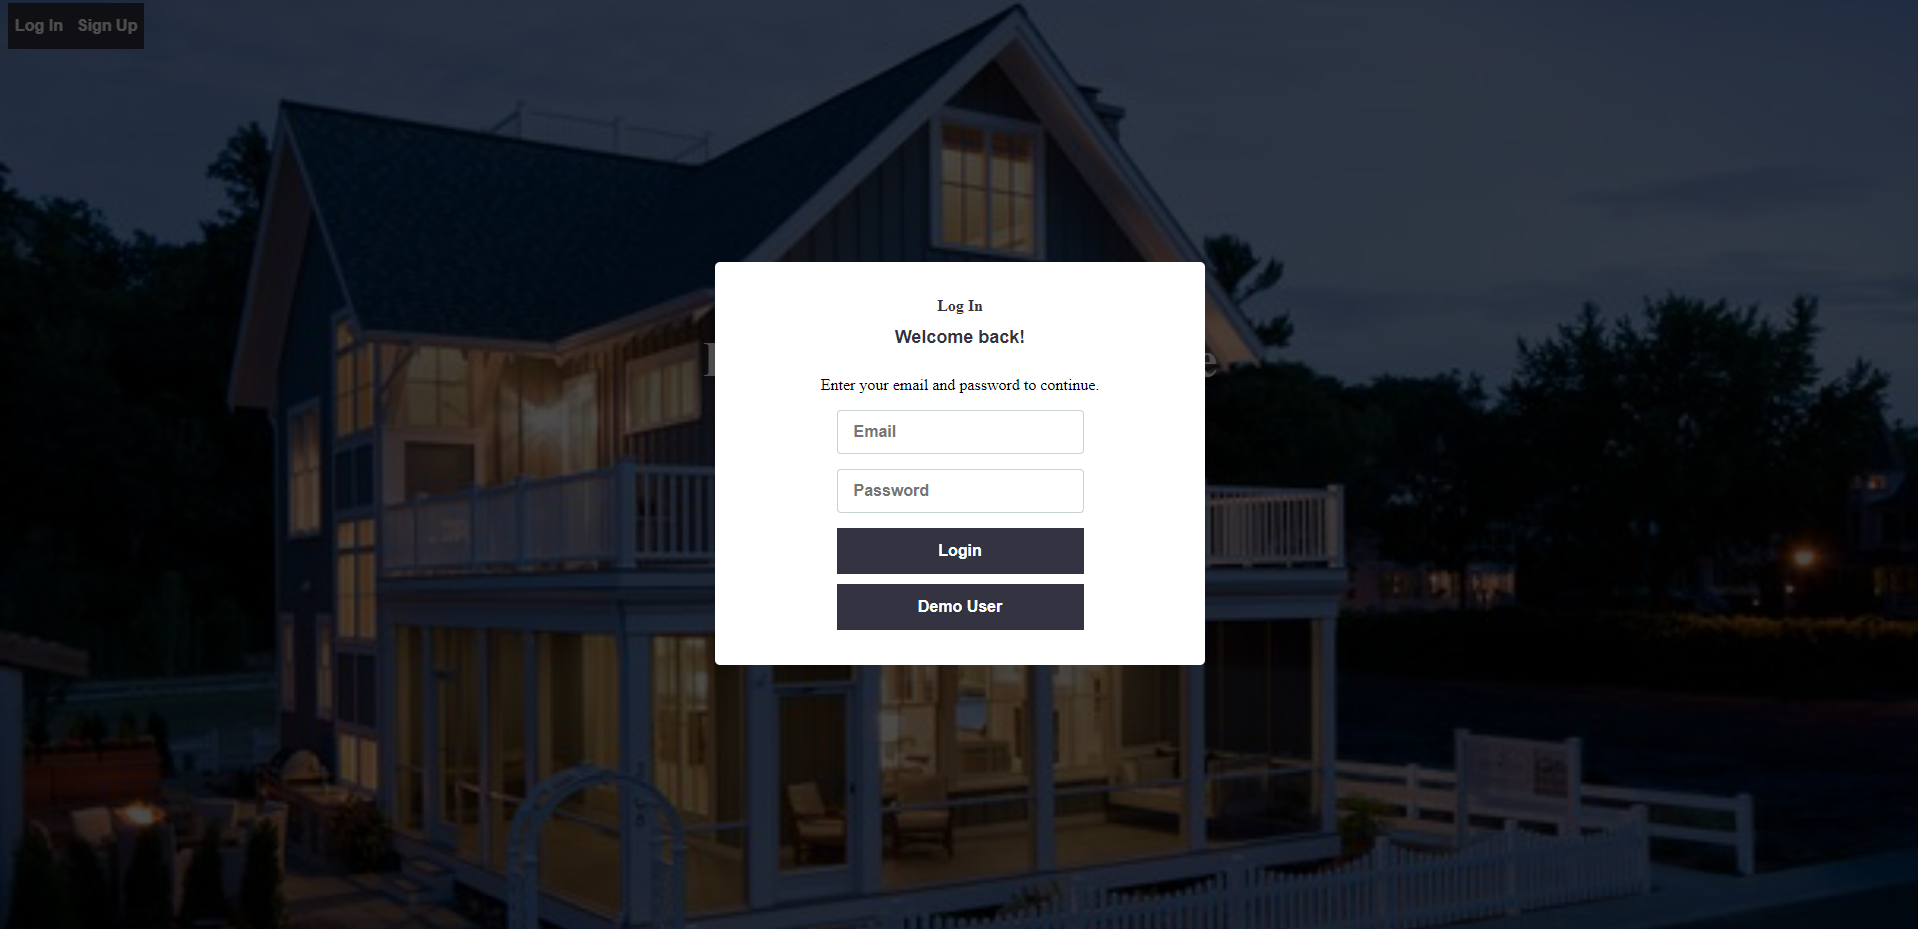 Log In Sign Up
Log In
Welcome back!
Enter your email and password to continue.
Email
Password
Login
Demo User